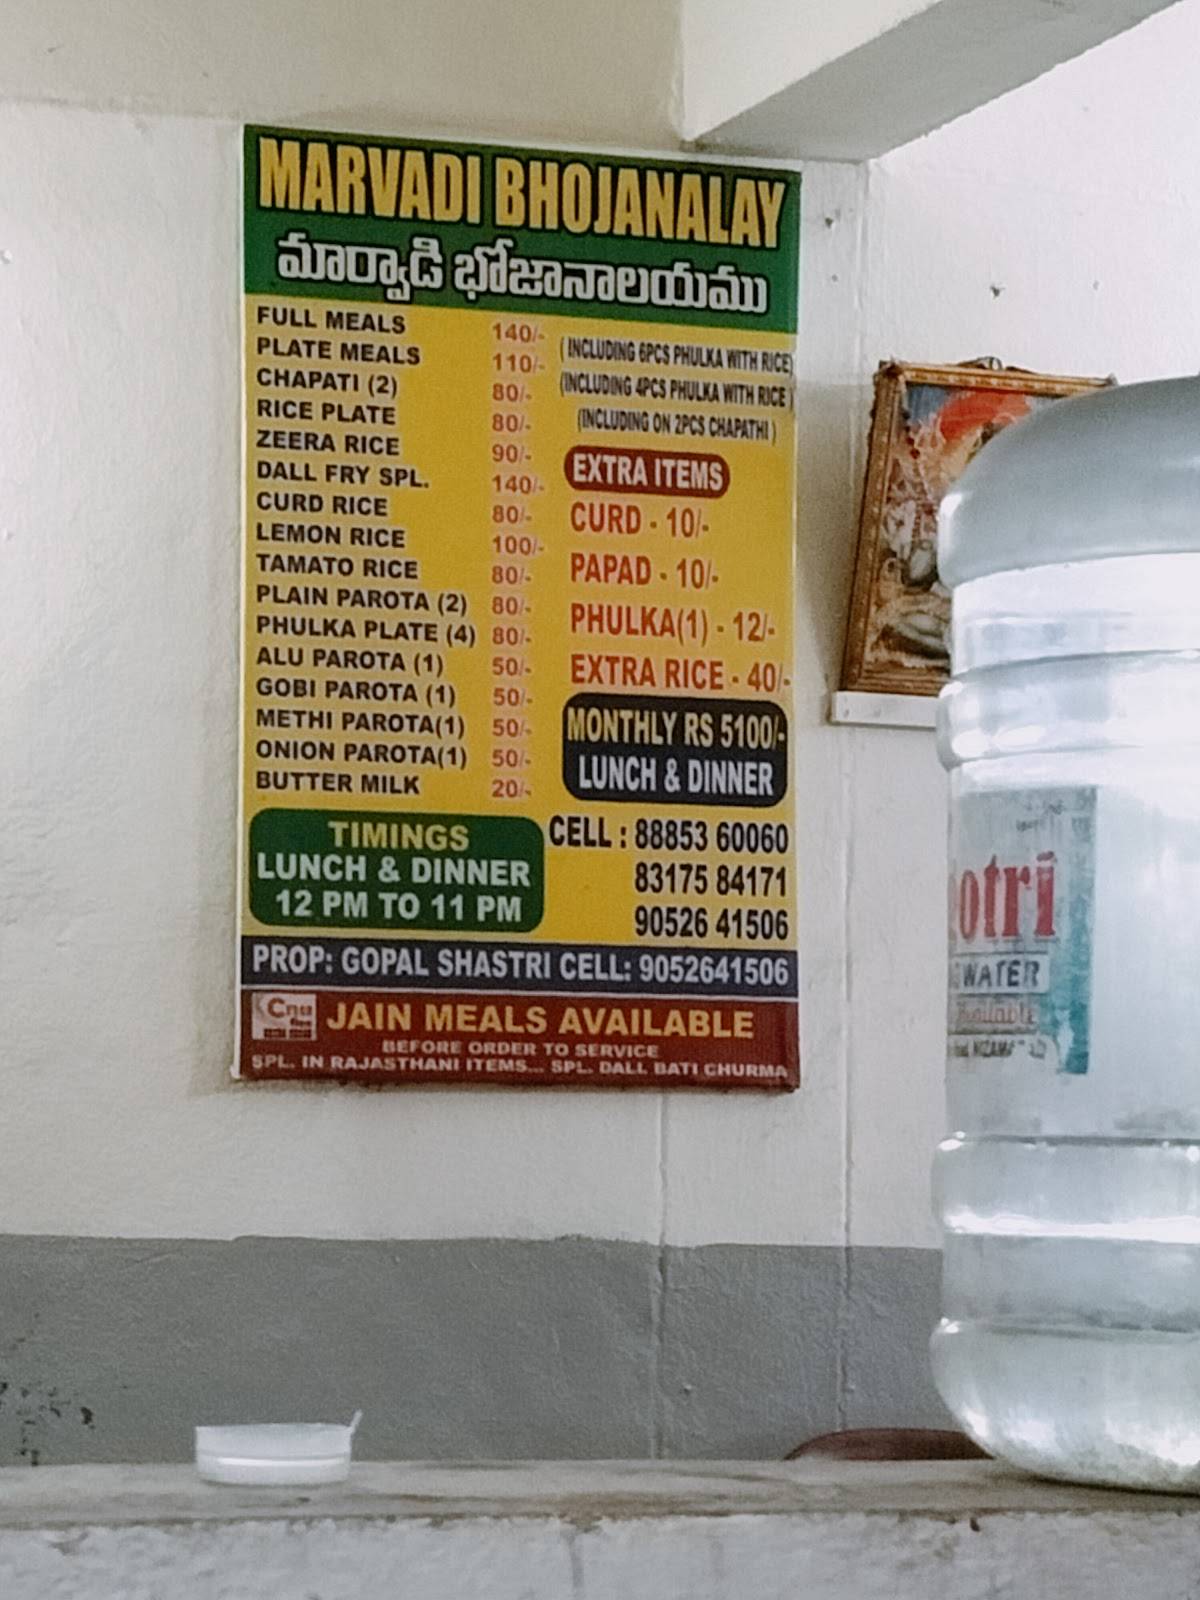 MARVADI BHOJANALAY
మార్వాడి భోజనాలయము
FULL MEALS 140/- ( INCLUDING 6PCS PHULKA WITH RICE)
PLATE MEALS 110/- (INCLUDING 4PCS PHULKA WITH RICE )
CHAPATI (2) 80/- (INCLUDING ON 2PCS CHAPATHI )
RICE PLATE 80/-
ZEERA RICE 90/-
DALL FRY SPL. 140/-
CURD RICE 80/-
LEMON RICE 100/-
TAMATO RICE 80/-
PLAIN PAROTA (2) 80/-
PHULKA PLATE (4) 80/-
ALU PAROTA (1) 50/-
GOBI PAROTA (1) 50/-
METHI PAROTA(1) 50/-
ONION PAROTA(1) 50/-
BUTTER MILK 20/-
EXTRA ITEMS
CURD - 10/-
PAPAD - 10/-
PHULKA(1) - 12/-
EXTRA RICE - 40/-
MONTHLY RS 5100/-
LUNCH & DINNER
TIMINGS
LUNCH & DINNER
12 PM TO 11 PM
CELL : 88853 60060
83175 84171
90526 41506
PROP: GOPAL SHASTRI CELL: 9052641506
Cnu
JAIN MEALS AVAILABLE
BEFORE ORDER TO SERVICE
SPL. IN RAJASTHANI ITEMS... SPL. DALL BATI CHURMA
otri
WATER
Available